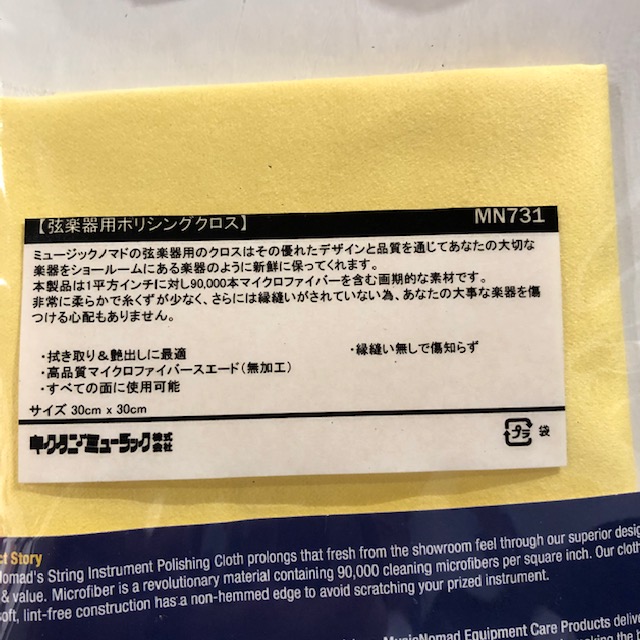 【弦楽器用ポリシングクロス】 MN731
ミュージックノマドの弦楽器用のクロスはその優れたデザインと品質を通じてあなたの大切な
楽器をショールームにある楽器のように新鮮に保ってくれます。
本製品は1平方インチに対し90,000本マイクロファイバーを含む画期的な素材です。
非常に柔らかで糸くずが少なく、さらには縁縫いがされていない為、あなたの大事な楽器を傷
つける心配もありません。
・拭き取り＆艶出しに最適 ・縁縫い無しで傷知らず
・高品質マイクロファイバースエード（無加工）
・すべての面に使用可能
サイズ 30cm x 30cm
キクタニミュージック株式会社
プラ 袋
ct Story
Nomad's String Instrument Polishing Cloth prolongs that fresh from the showroom feel through our superior desig
& value. Microfiber is a revolutionary material containing 90,000 cleaning microfibers per square inch. Our cloth
soft, lint-free construction has a non-hemmed edge to avoid scratching your prized instrument.
MusicNomad Equipment Care Products deliver